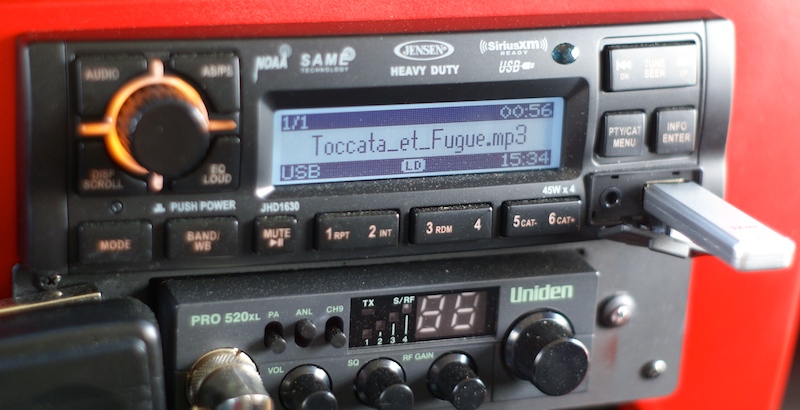 AUDIO
AS/PS
NOAA
SAME
TECHNOLOGY
JENSEN
HEAVY DUTY
((SiriusXM))
READY
USB
TUNE
SEEK
1/1
00:56
Toccata_et_Fugue.mp3
USB
LD
15:34
PTY/CAT
MENU
INFO
ENTER
DISP
SCROLL
EQ
LOUD
45W x 4
PUSH POWER
JHD1630
MODE
BAND/
WB
MUTE
1 RPT
2 INT
3 RDM
4
5 CAT-
6 CAT+
PRO 520XL
PA
ANL
CH9
TX
S/RF
1 2 3 4
88
Uniden
VOL
SQ
RF GAIN